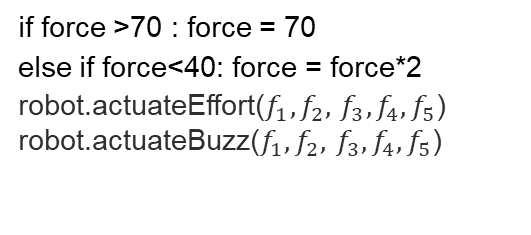 if force >70 : force = 70
else if force<40: force = force*2
robot.actuateEffort(f₁, f₂, f₃, f₄, f₅)
robot.actuateBuzz(f₁, f₂, f₃, f₄, f₅)